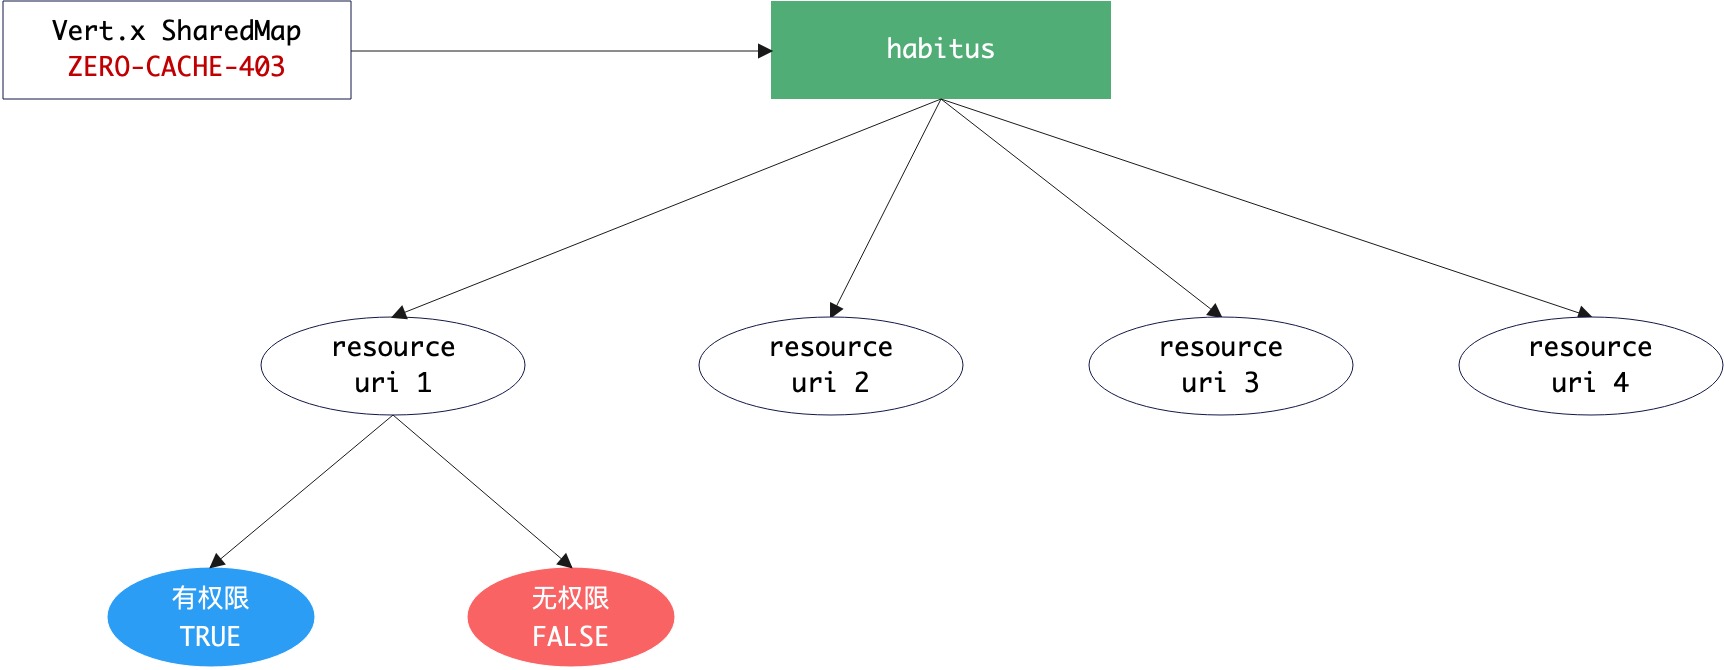 Vert.x SharedMap
ZERO-CACHE-403
habitus
resource
uri 1
resource
uri 2
resource
uri 3
resource
uri 4
有权限
TRUE
无权限
FALSE